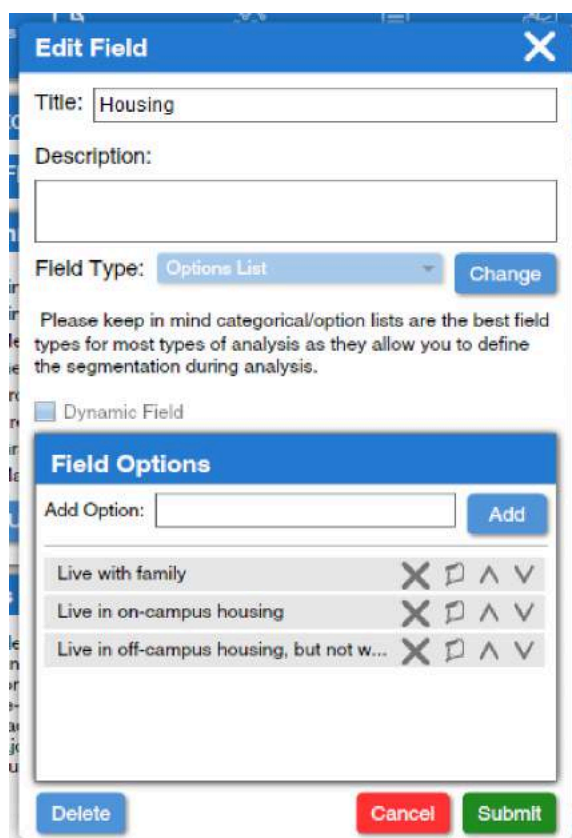 Edit Field
Title: Housing
Description:
Field Type: Options List Change
Please keep in mind categorical/option lists are the best field
types for most types of analysis as they allow you to define
the segmentation during analysis.
Dynamic Field
Field Options
Add Option: Add
Live with family
Live in on-campus housing
Live in off-campus housing, but not w...
Delete Cancel Submit